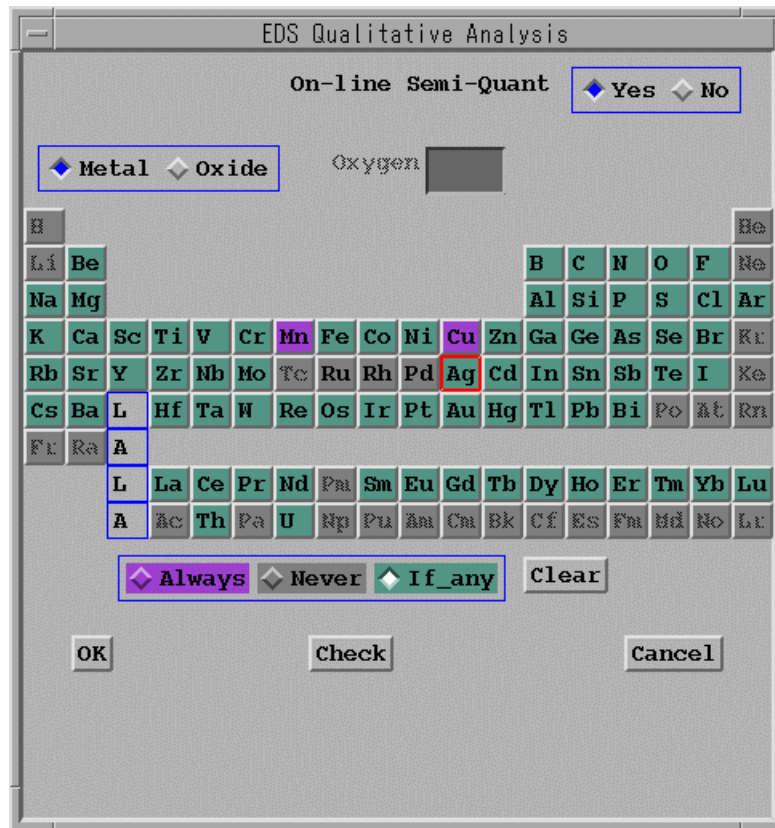 EDS Qualitative Analysis
On-line Semi-Quant Yes No
Metal Oxide Oxygen
H He
Li Be B C N O F Ne
Na Mg Al Si P S Cl Ar
K Ca Sc Ti V Cr Mn Fe Co Ni Cu Zn Ga Ge As Se Br Kr
Rb Sr Y Zr Nb Mo Tc Ru Rh Pd Ag Cd In Sn Sb Te I Xe
Cs Ba L Hf Ta W Re Os Ir Pt Au Hg Tl Pb Bi Po At Rn
Fr Ra A
L La Ce Pr Nd Pm Sm Eu Gd Tb Dy Ho Er Tm Yb Lu
A Ac Th Pa U Np Pu Am Cm Bk Cf Es Fm Md No Lr
Always Never If_any Clear
OK Check Cancel